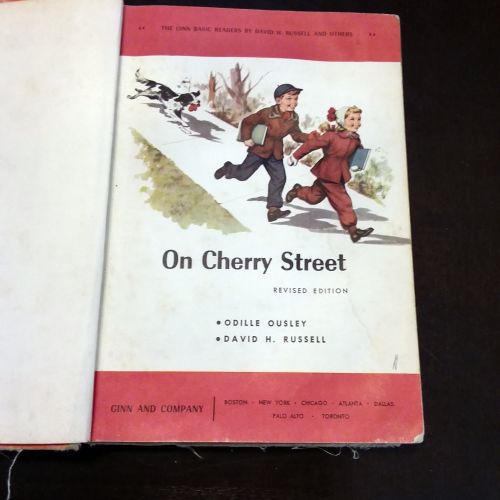 THE GINN BASIC READERS BY DAVID H. RUSSELL AND OTHERS
On Cherry Street
REVISED EDITION
• ODILLE OUSLEY
• DAVID H. RUSSELL
GINN AND COMPANY
BOSTON • NEW YORK • CHICAGO • ATLANTA • DALLAS
PALO ALTO • TORONTO